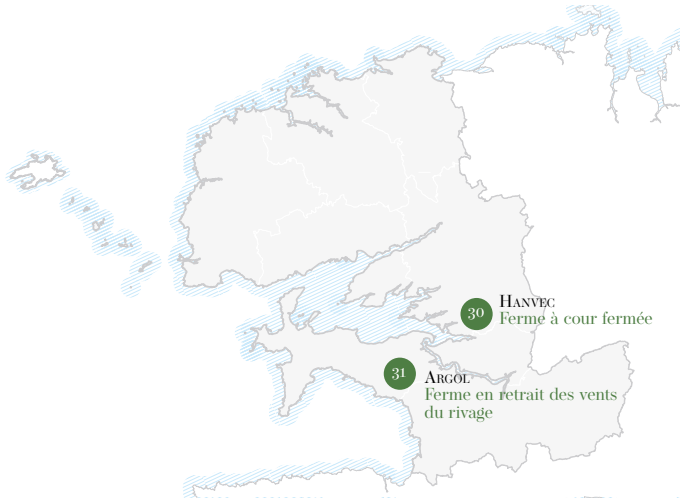 30
HANVEC
Ferme à cour fermée
31
ARGOL
Ferme en retrait des vents
du rivage